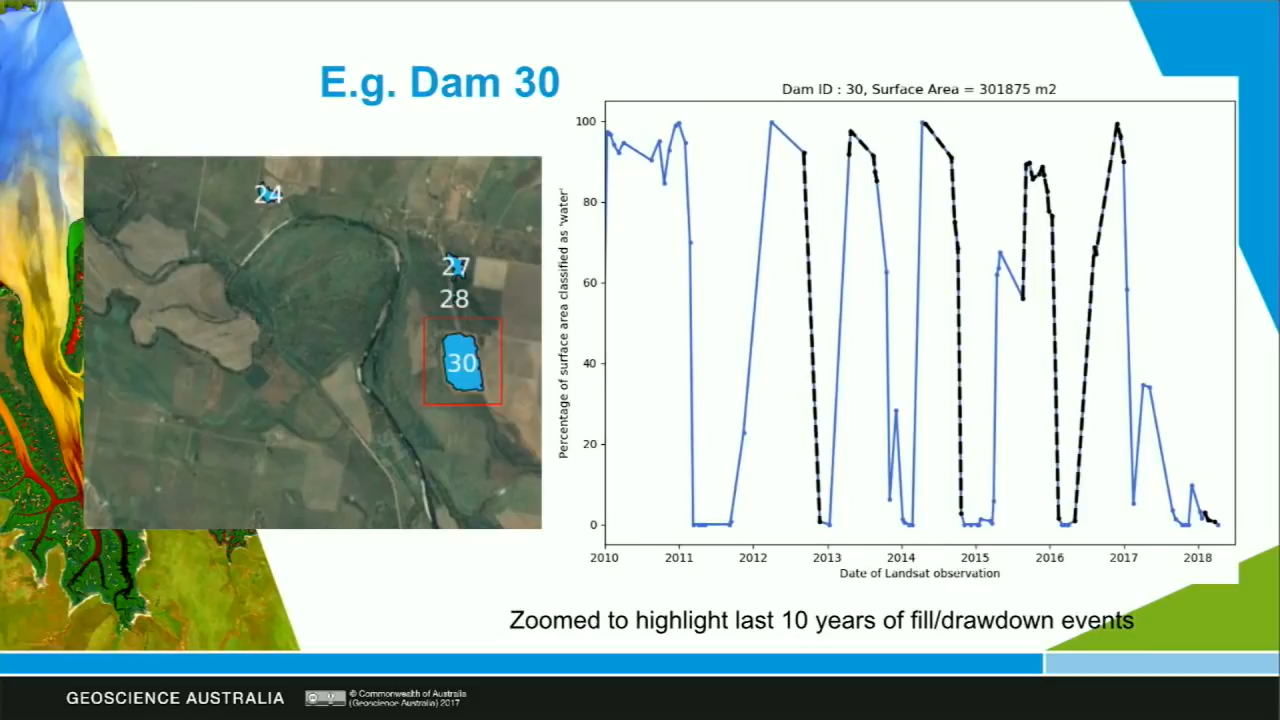 E.g. Dam 30
Dam ID : 30, Surface Area = 301875 m2
24
27
28
30
Percentage of surface area classified as 'water'
100
80
60
40
20
0
2010 2011 2012 2013 2014 2015 2016 2017 2018
Date of Landsat observation
Zoomed to highlight last 10 years of fill/drawdown events
GEOSCIENCE AUSTRALIA
© Commonwealth of Australia
(Geoscience Australia) 2017